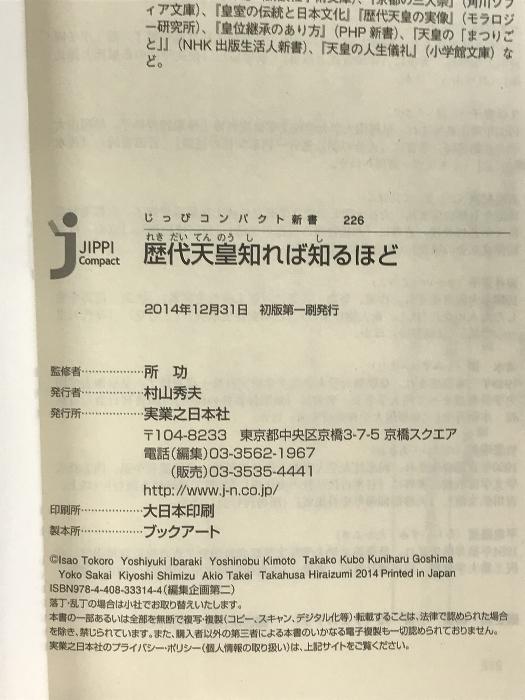 ィア文庫)、『皇室の伝統と日本文化』『歴代天皇の実像』(モラロジ
ー研究所)、『皇位継承のあり方』(PHP新書)、『天皇の「まつりご
と」』(NHK出版生活人新書)、『天皇の人生儀礼』(小学館文庫)な
ど。
じっぴコンパクト新書 226
JIPPI
Compact
れき だい てん のう し し
歴代天皇知れば知るほど
2014年12月31日 初版第一刷発行
監修者………………所 功
発行者………………村山秀夫
発行所………………実業之日本社
〒104-8233 東京都中央区京橋3-7-5 京橋スクエア
電話(編集)03-3562-1967
(販売)03-3535-4441
http://www.j-n.co.jp/
印刷所………………大日本印刷
製本所………………ブックアート
©Isao Tokoro Yoshiyuki Ibaraki Yoshinobu Kimoto Takako Kubo Kuniharu Goshima
Yoko Sakai Kiyoshi Shimizu Akio Takei Takahusa Hiraizumi 2014 Printed in Japan
ISBN978-4-408-33314-4(編集企画第二)
落丁・乱丁の場合は小社でお取り替えいたします。
本書の一部あるいは全部を無断で複写・複製(コピー、スキャン、デジタル化等)・転載することは、法律で認められた場合
を除き、禁じられています。また、購入者以外の第三者による本書のいかなる電子複製も一切認められておりません。
実業之日本社のプライバシー・ポリシー(個人情報の取り扱い)は、上記サイトをご覧ください。